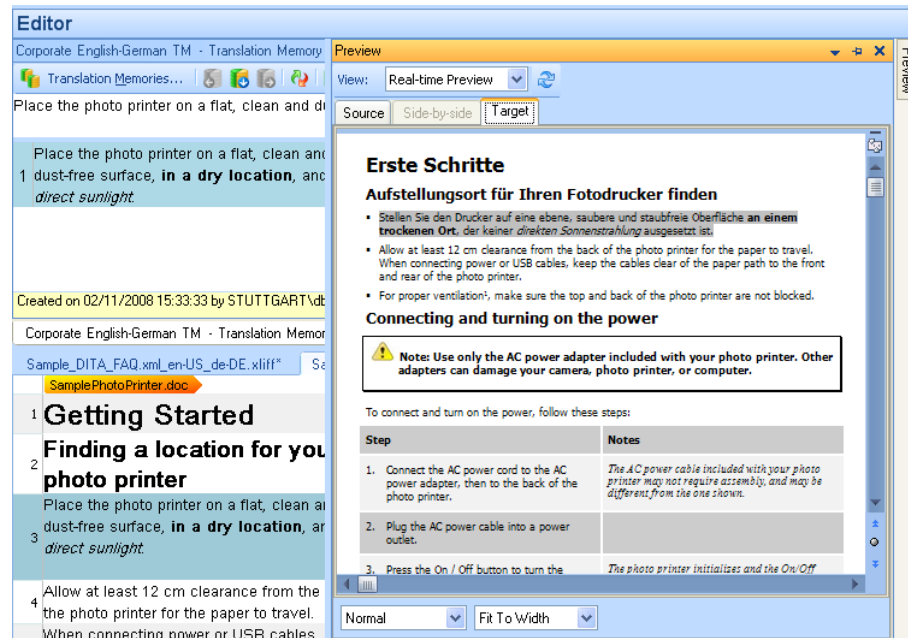 Editor
Corporate English-German TM - Translation Memory
Translation Memories...
Place the photo printer on a flat, clean and du
Place the photo printer on a flat, clean and
1 dust-free surface, in a dry location, and
direct sunlight.
Created on 02/11/2008 15:33:33 by STUTTGART\db
Corporate English-German TM - Translation Memor
Sample_DITA_FAQ.xml_en-US_de-DE.xliff* Sa
SamplePhotoPrinter.doc
1 Getting Started
Finding a location for you
2 photo printer
Place the photo printer on a flat, clean a
dust-free surface, in a dry location, ar
3 direct sunlight.
Allow at least 12 cm clearance from the
4 the photo printer for the paper to travel.
When connecting power or USB cables
Preview
View: Real-time Preview
Source Side-by-side Target
Erste Schritte
Aufstellungsort für Ihren Fotodrucker finden
▪ Stellen Sie den Drucker auf eine ebene, saubere und staubfreie Oberfläche an einem
trockenen Ort, der keiner direkten Sonnenstrahlung ausgesetzt ist.
▪ Allow at least 12 cm clearance from the back of the photo printer for the paper to travel.
When connecting power or USB cables, keep the cables clear of the paper path to the front
and rear of the photo printer.
▪ For proper ventilation¹, make sure the top and back of the photo printer are not blocked.
Connecting and turning on the power
Note: Use only the AC power adapter included with your photo printer. Other
adapters can damage your camera, photo printer, or computer.
To connect and turn on the power, follow these steps:
Step Notes
1. Connect the AC power cord to the AC
power adapter, then to the back of the
photo printer.
The AC power cable included with your photo
printer may not require assembly, and may be
different from the one shown.
2. Plug the AC power cable into a power
outlet.
3. Press the On / Off button to turn the
The photo printer initializes and the On/Off
Normal Fit To Width
Preview